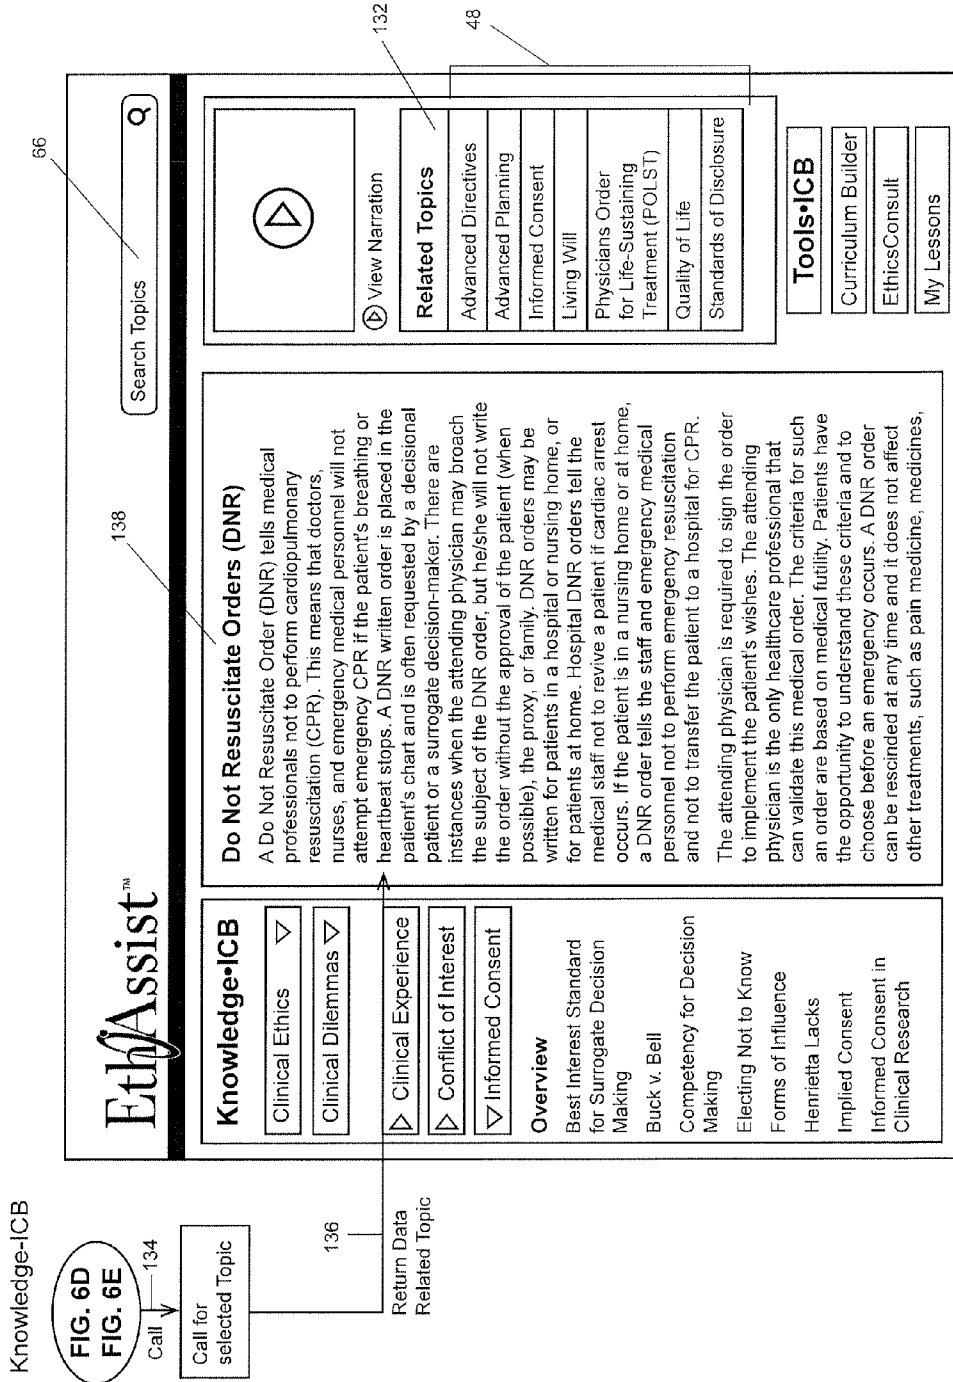 Knowledge-ICB
FIG. 6D
FIG. 6E
Call
134
Call for
selected Topic
136
Return Data
Related Topic
EthAssist™
Search Topics
66
Knowledge•ICB
Clinical Ethics
Clinical Dilemmas
Clinical Experience
Conflict of Interest
Informed Consent
Overview
Best Interest Standard
for Surrogate Decision
Making
Buck v. Bell
Competency for Decision
Making
Electing Not to Know
Forms of Influence
Henrietta Lacks
Implied Consent
Informed Consent in
Clinical Research
138
Do Not Resuscitate Orders (DNR)
A Do Not Resuscitate Order (DNR) tells medical
professionals not to perform cardiopulmonary
resuscitation (CPR). This means that doctors,
nurses, and emergency medical personnel will not
attempt emergency CPR if the patient's breathing or
heartbeat stops. A DNR written order is placed in the
patient's chart and is often requested by a decisional
patient or a surrogate decision-maker. There are
instances when the attending physician may broach
the subject of the DNR order, but he/she will not write
the order without the approval of the patient (when
possible), the proxy, or family. DNR orders may be
written for patients in a hospital or nursing home, or
for patients at home. Hospital DNR orders tell the
medical staff not to revive a patient if cardiac arrest
occurs. If the patient is in a nursing home or at home,
a DNR order tells the staff and emergency medical
personnel not to perform emergency resuscitation
and not to transfer the patient to a hospital for CPR.
The attending physician is required to sign the order
to implement the patient's wishes. The attending
physician is the only healthcare professional that
can validate this medical order. The criteria for such
an order are based on medical futility. Patients have
the opportunity to understand these criteria and to
choose before an emergency occurs. A DNR order
can be rescinded at any time and it does not affect
other treatments, such as pain medicine, medicines,
View Narration
132
Related Topics
48
Advanced Directives
Advanced Planning
Informed Consent
Living Will
Physicians Order
for Life-Sustaining
Treatment (POLST)
Quality of Life
Standards of Disclosure
Tools•ICB
Curriculum Builder
EthicsConsult
My Lessons